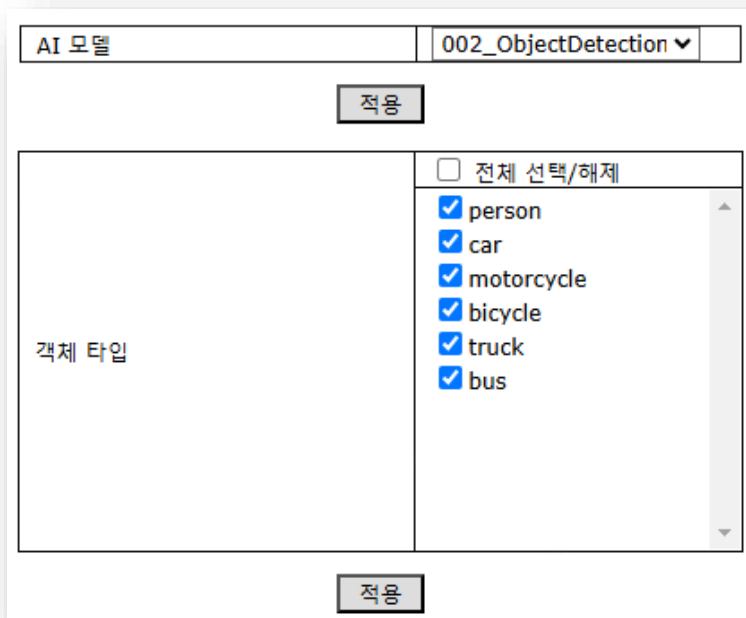 AI 모델 002_ObjectDetection
적용
전체 선택/해제
객체 타입
person
car
motorcycle
bicycle
truck
bus
적용